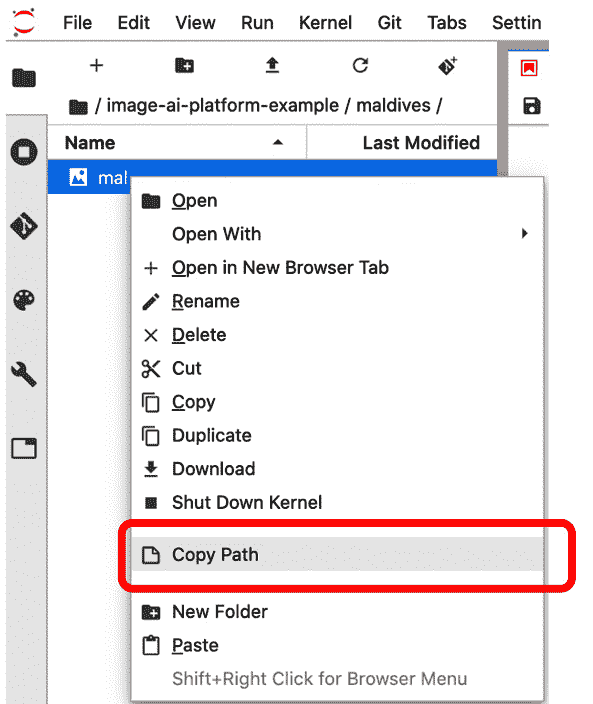 File Edit View Run Kernel Git Tabs Settin
/ image-ai-platform-example / maldives /
Name Last Modified
mal
Open
Open With
Open in New Browser Tab
Rename
Delete
Cut
Copy
Duplicate
Download
Shut Down Kernel
Copy Path
New Folder
Paste
Shift+Right Click for Browser Menu